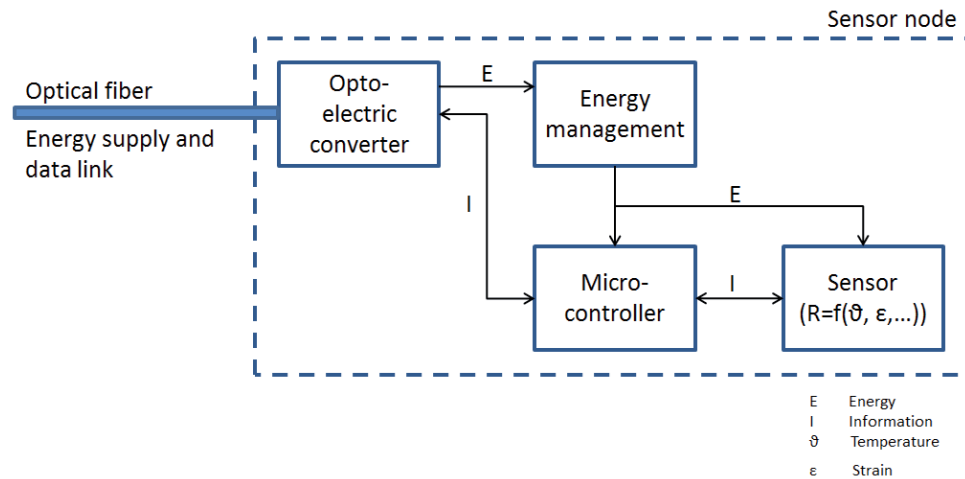 Sensor node
Optical fiber
Energy supply and
data link
Opto-
electric
converter
E
Energy
management
I
E
Micro-
controller
I
Sensor
(R=f(ϑ, ε,...))
E Energy
I Information
ϑ Temperature
ε Strain